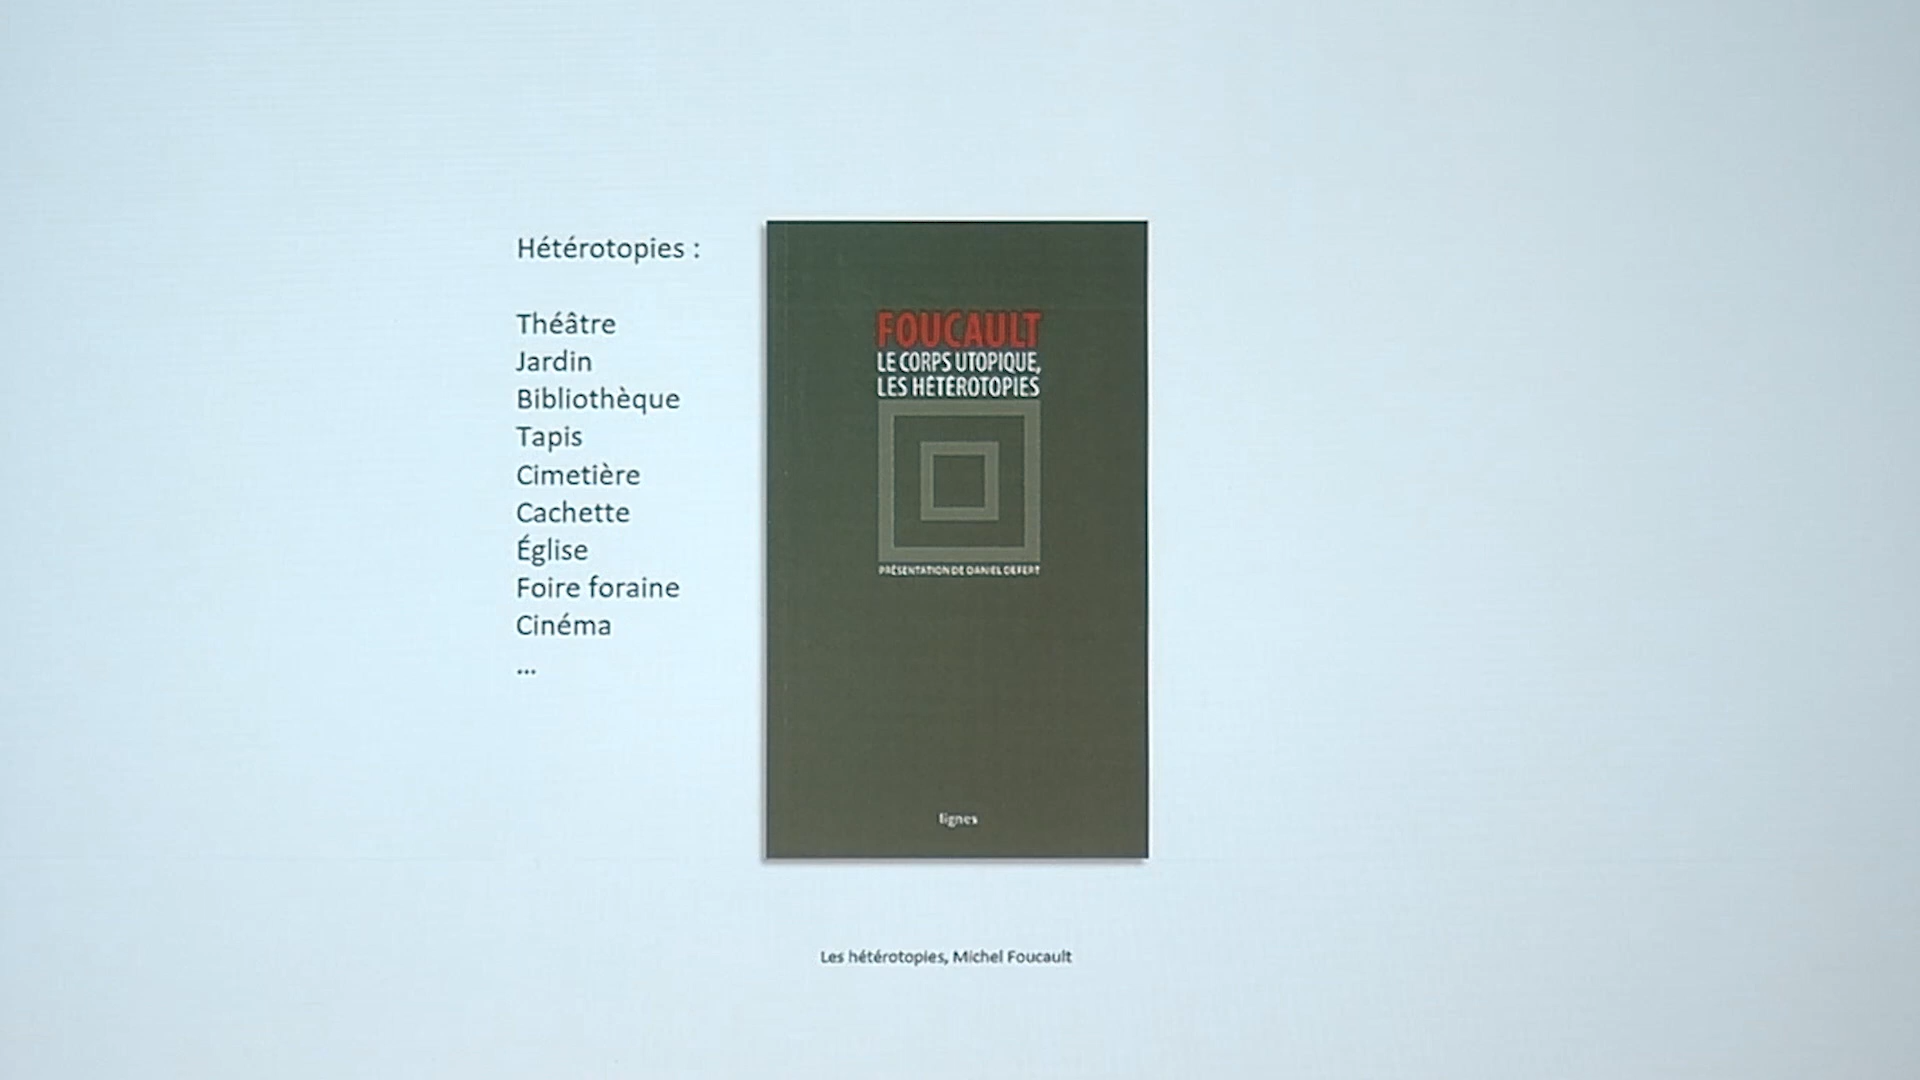 Hétérotopies :
Théâtre
Jardin
Bibliothèque
Tapis
Cimetière
Cachette
Église
Foire foraine
Cinéma
...
FOUCAULT
LE CORPS UTOPIQUE,
LES HÉTÉROTOPIES
PRÉSENTATION DE DANIEL DEFERT
lignes
Les hétérotopies, Michel Foucault